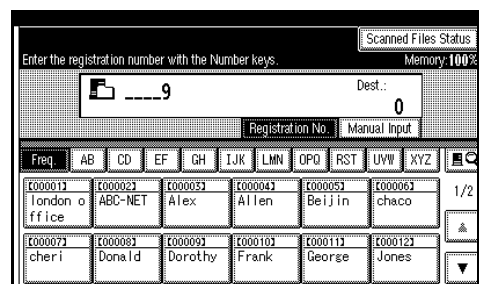 Scanned Files Status
Enter the registration number with the Number keys. Memory:100%
____9 Dest.: 0
Registration No. Manual Input
Freq. AB CD EF GH IJK LMN OPQ RST UVW XYZ
[00001] [00002] [00003] [00004] [00005] [00006]
london o ABC-NET Alex Allen Beijin chaco 1/2
ffice
[00007] [00008] [00009] [00010] [00011] [00012]
cheri Donald Dorothy Frank George Jones